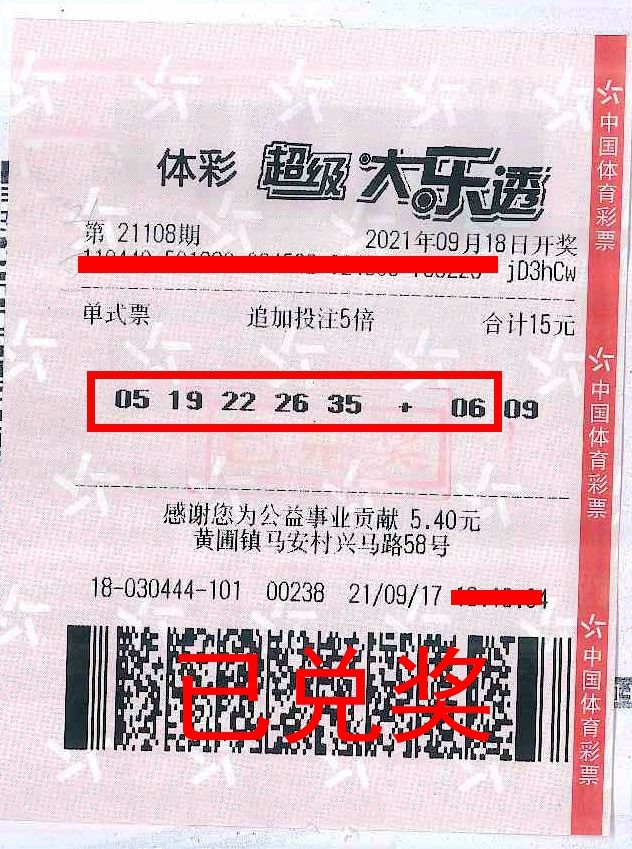 体彩 超级大乐透
第 21108期 2021年09月18日开奖
jD3hCw
单式票 追加投注5倍 合计15元
05 19 22 26 35 + 06 09
感谢您为公益事业贡献 5.40元
黄圃镇马安村兴马路58号
18-030444-101 00238 21/09/17
已兑奖
中国体育彩票
中国体育彩票
中国体育彩票